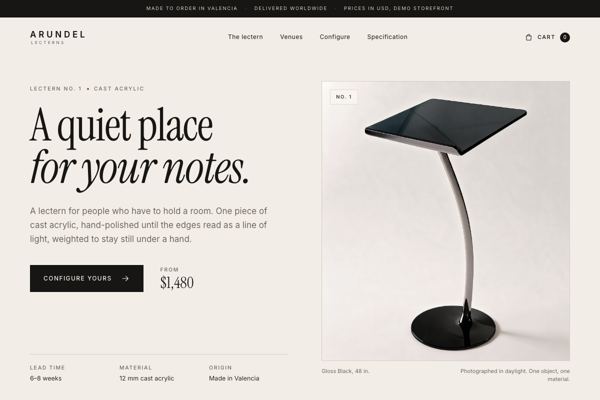 MADE TO ORDER IN VALENCIA · DELIVERED WORLDWIDE · PRICES IN USD, DEMO STOREFRONT
ARUNDEL
LECTERNS
The lectern Venues Configure Specification
CART 0
LECTERN NO. 1 • CAST ACRYLIC
A quiet place
for your notes.
A lectern for people who have to hold a room. One piece of
cast acrylic, hand-polished until the edges read as a line of
light, weighted to stay still under a hand.
CONFIGURE YOURS →
FROM
$1,480
LEAD TIME
6–8 weeks
MATERIAL
12 mm cast acrylic
ORIGIN
Made in Valencia
NO. 1
Gloss Black, 48 in.
Photographed in daylight. One object, one
material.